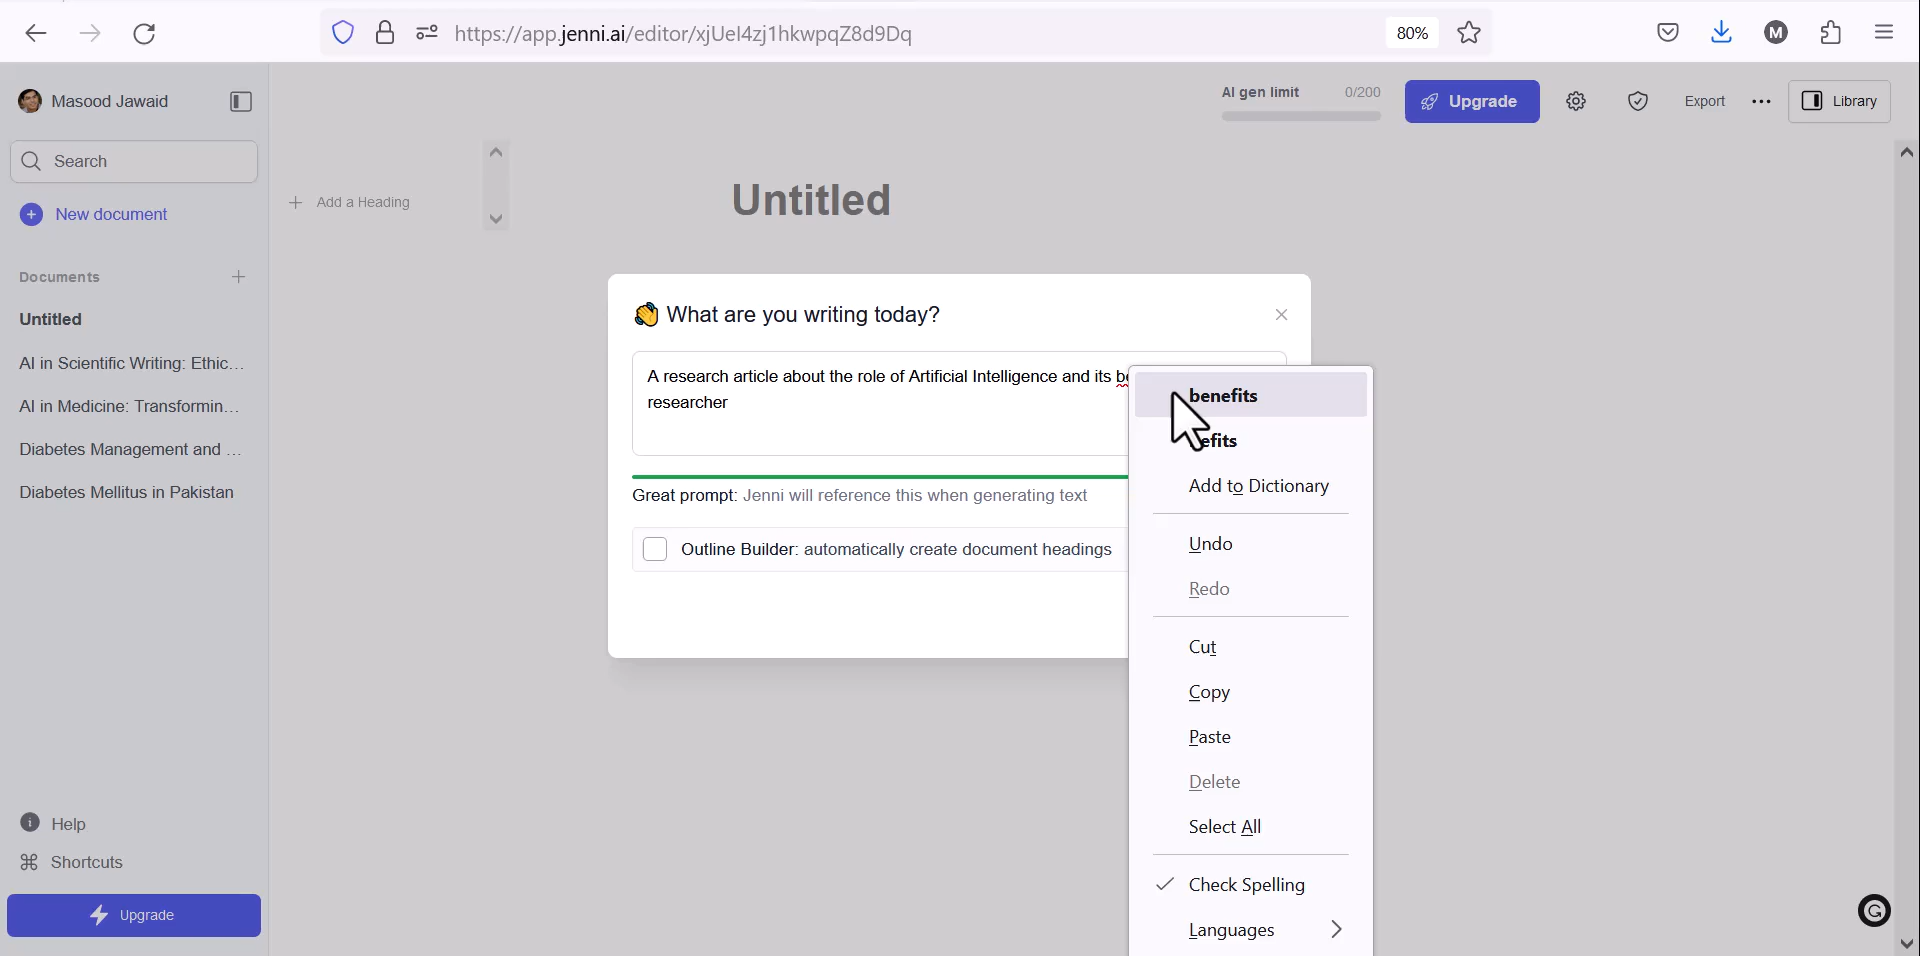 https://app.jenni.ai/editor/xjUel4zj1hkwpqZ8d9Dq
80%
M
Masood Jawaid
Search
New document
Documents
Untitled
AI in Scientific Writing: Ethic...
AI in Medicine: Transformin...
Diabetes Management and ...
Diabetes Mellitus in Pakistan
Help
Shortcuts
Upgrade
Add a Heading
AI gen limit 0/200
Upgrade
Export
Library
Untitled
👋 What are you writing today?
A research article about the role of Artificial Intelligence and its
researcher
Great prompt: Jenni will reference this when generating text
Outline Builder: automatically create document headings
benefits
Add to Dictionary
Undo
Redo
Cut
Copy
Paste
Delete
Select All
Check Spelling
Languages